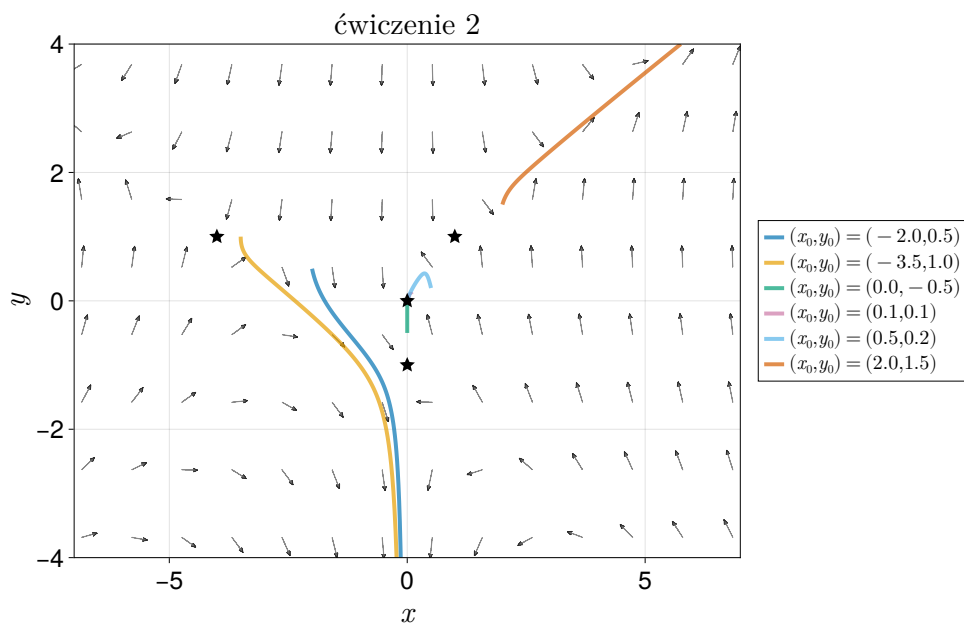 ćwiczenie 2
4
2
0
−2
−4
y
−5
0
5
x
(x₀,y₀) = (−2.0,0.5)
(x₀,y₀) = (−3.5,1.0)
(x₀,y₀) = (0.0,−0.5)
(x₀,y₀) = (0.1,0.1)
(x₀,y₀) = (0.5,0.2)
(x₀,y₀) = (2.0,1.5)